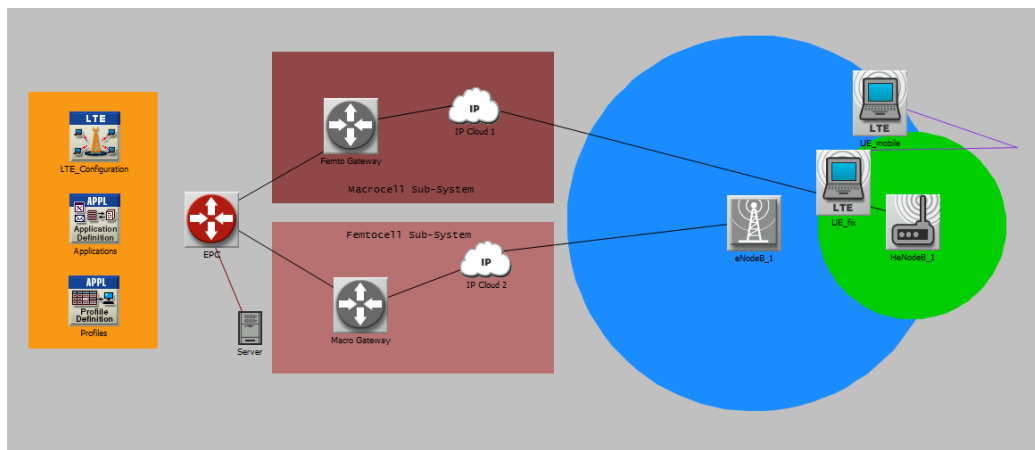 LTE
LTE_Configuration
APPL
Application
Definition
Applications
APPL
Profile
Definition
Profiles
EPC
Server
Femto Gateway
IP
IP Cloud 1
Macrocell Sub-System
Femtocell Sub-System
IP
IP Cloud 2
Macro Gateway
eNodeB_1
LTE
UE_mobile
LTE
UE_fix
HeNodeB_1